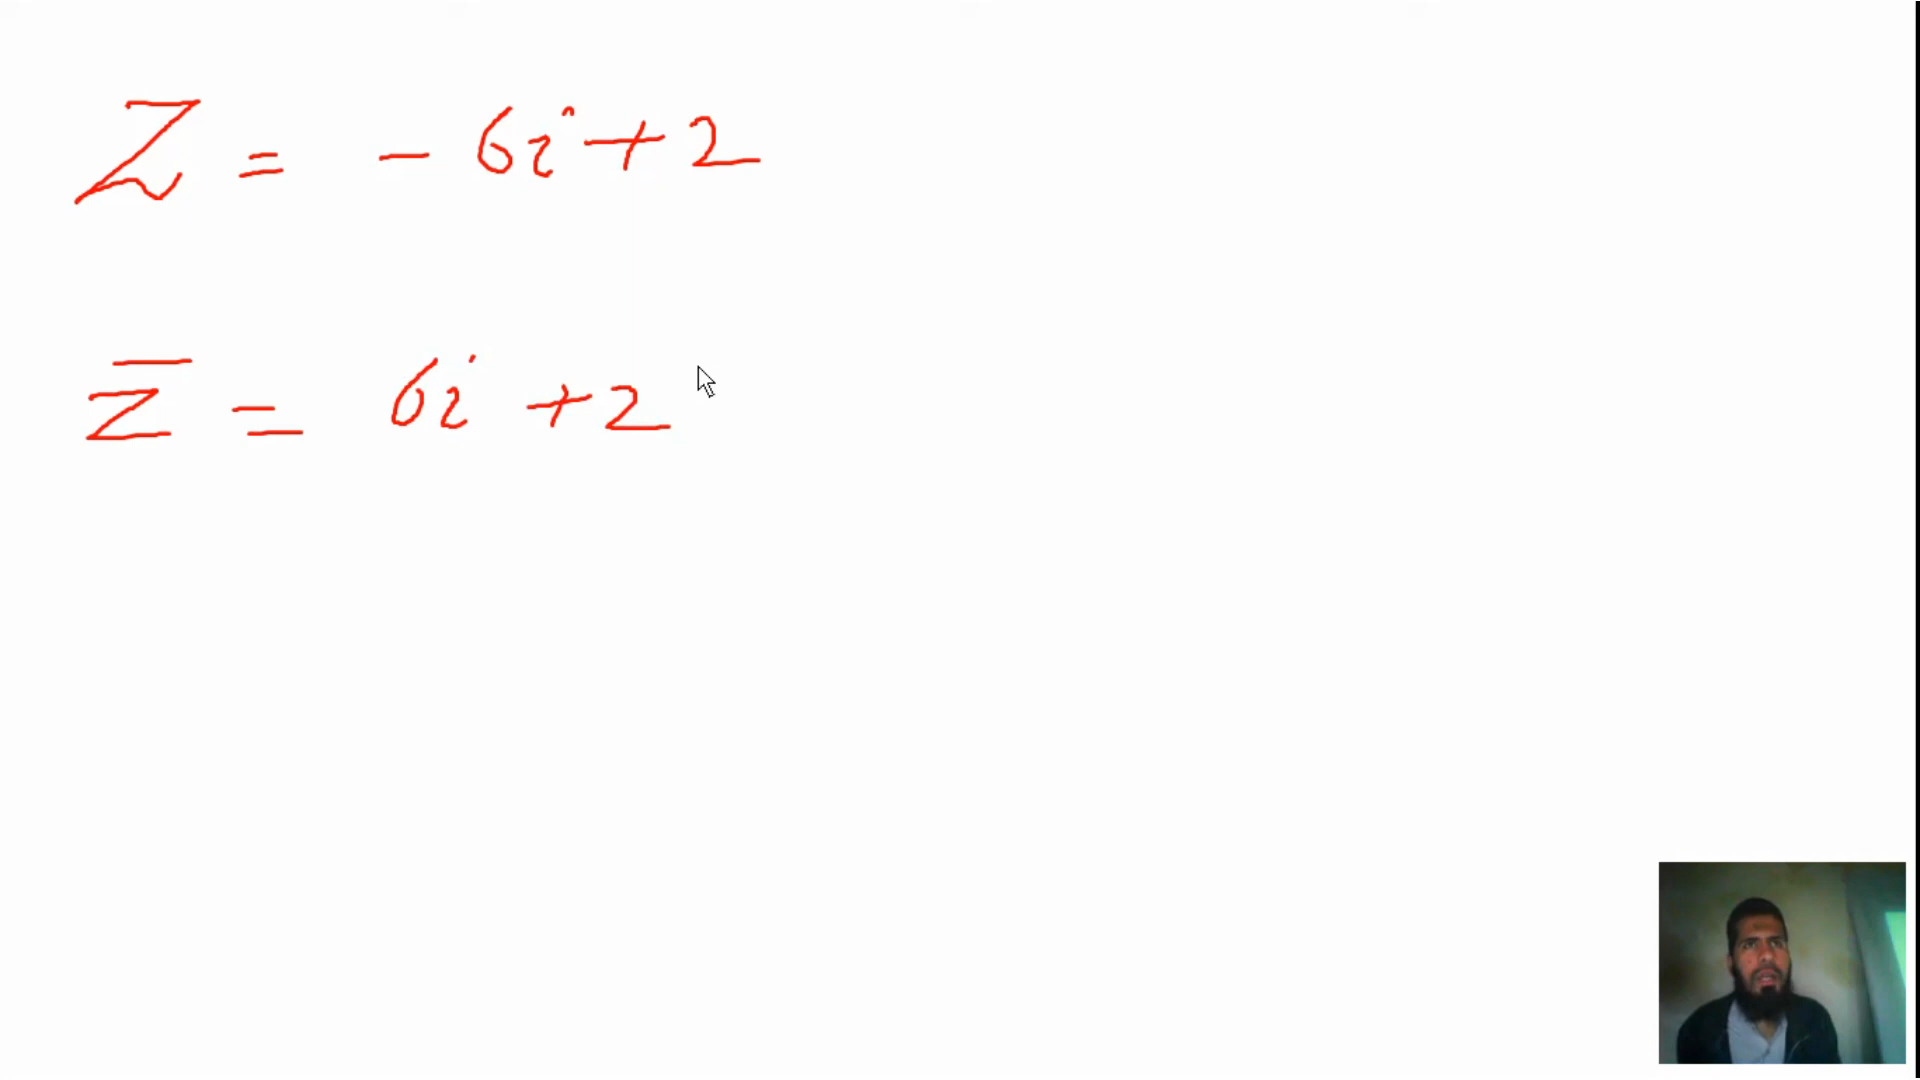 Z = - 6i + 2
z̅ = 6i + 2